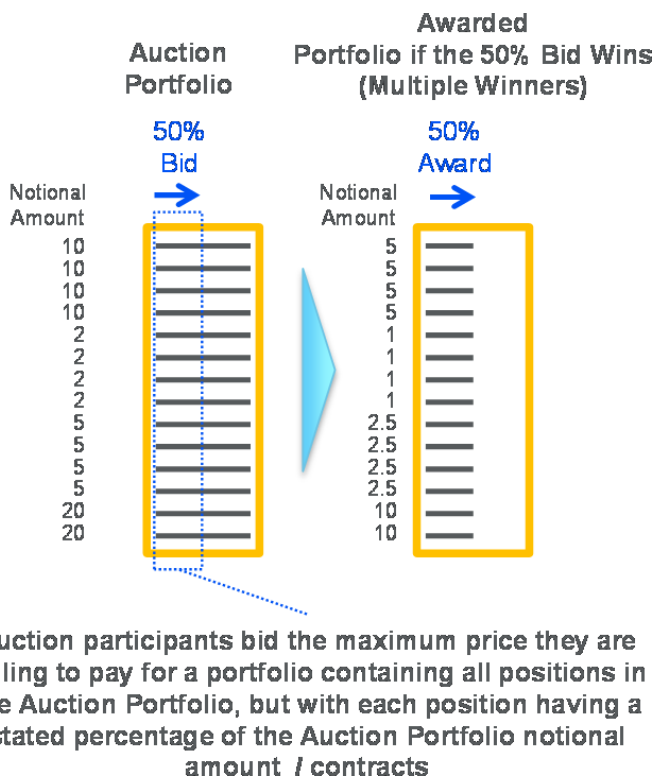 Auction
Portfolio
Awarded
Portfolio if the 50% Bid Wins
(Multiple Winners)
50%
Bid
50%
Award
Notional
Amount
10
10
10
10
2
2
2
2
5
5
5
5
20
20
Notional
Amount
5
5
5
5
1
1
1
1
2.5
2.5
2.5
2.5
10
10
uction participants bid the maximum price they are
ling to pay for a portfolio containing all positions in
e Auction Portfolio, but with each position having a
stated percentage of the Auction Portfolio notional
amount / contracts